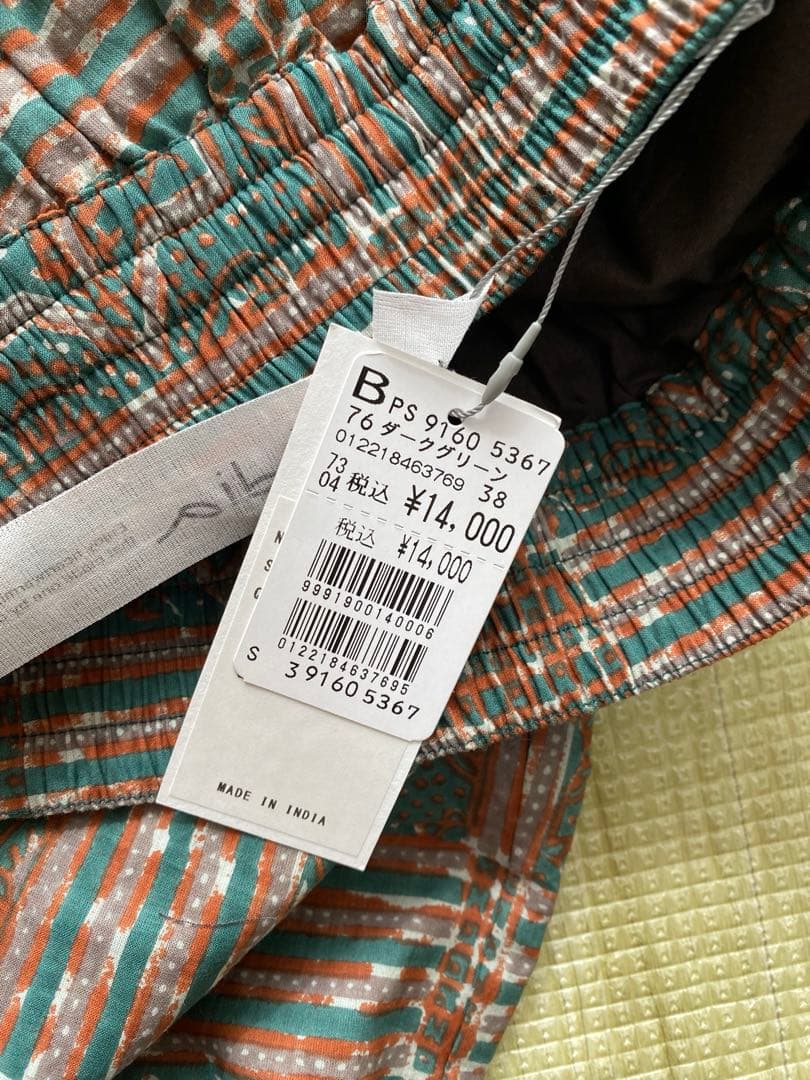 B PS 9160 5367
76 ダークグリーン
012218463769 38
73
04 税込 ¥14,000
税込 ¥14,000
9991900140006
0122184637695
S 3 9160 5367
N
S
C
MADE IN INDIA